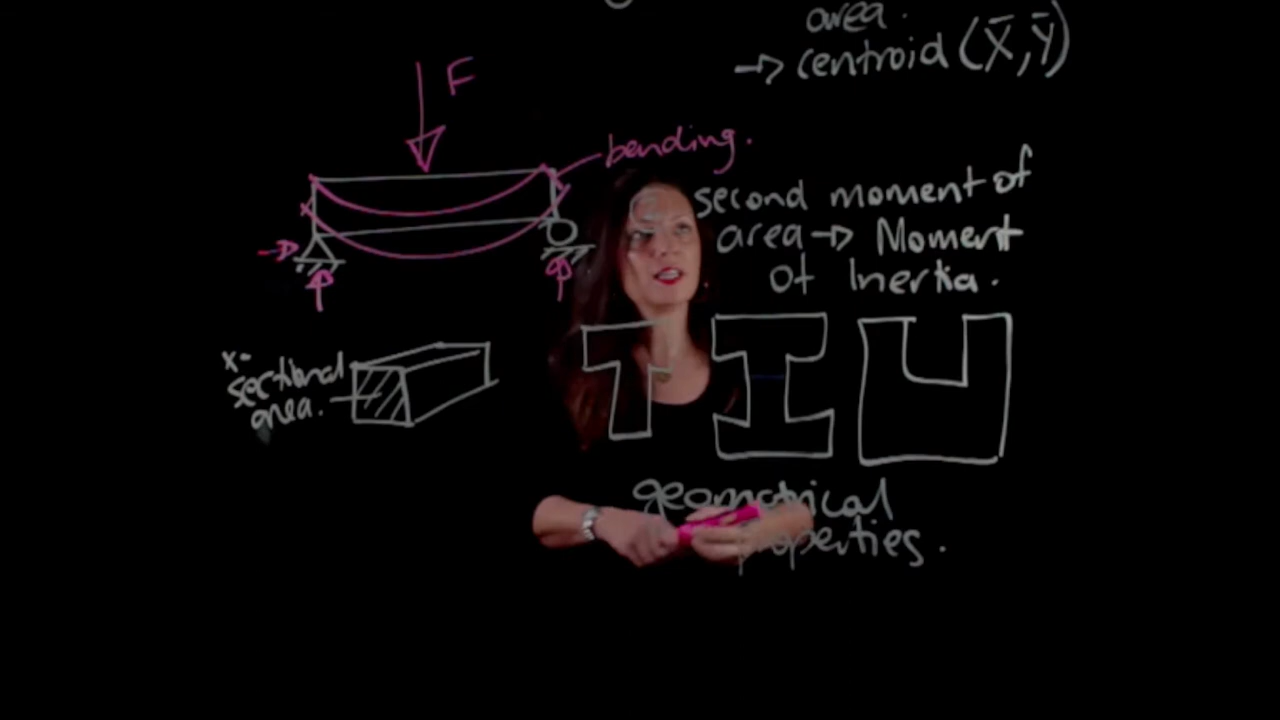 area.
→ centroid (X̄, Ȳ)
F
bending.
second moment of
area → Moment
of Inertia.
x-
sectional
area.
geometrical
properties.